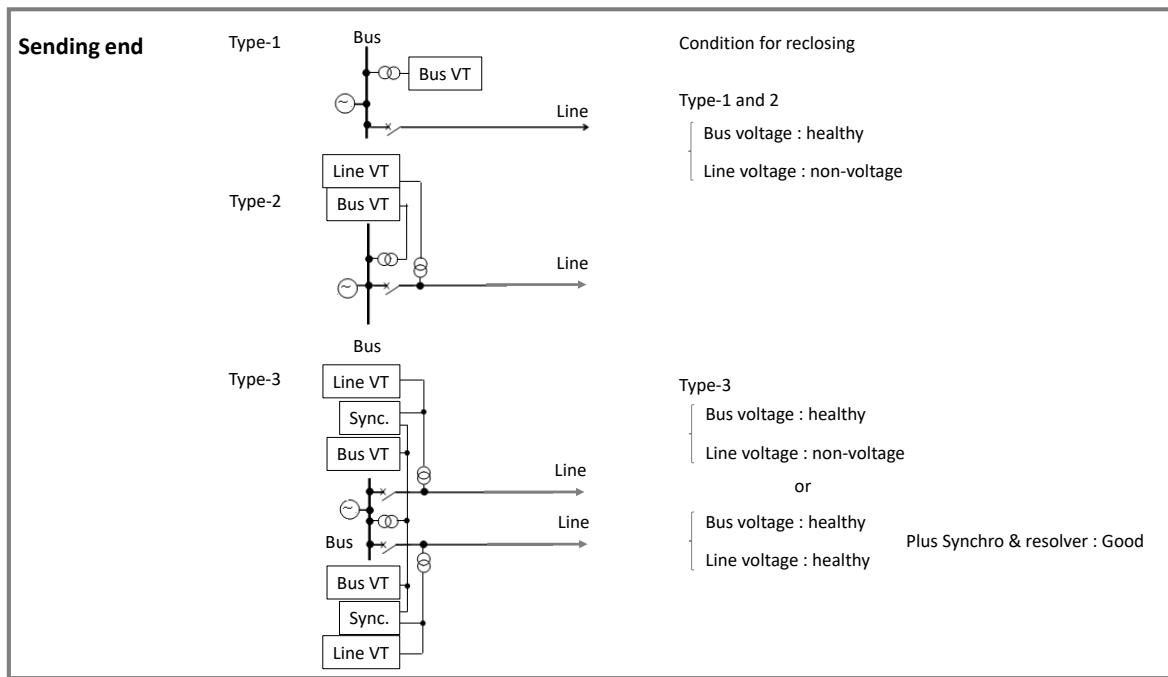 Sending end
Type-1
Bus
Bus VT
Line
Condition for reclosing
Type-1 and 2
Bus voltage : healthy
Line voltage : non-voltage
Type-2
Line VT
Bus VT
Line
Bus
Type-3
Line VT
Sync.
Bus VT
Line
Line
Bus
Bus VT
Sync.
Line VT
Type-3
Bus voltage : healthy
Line voltage : non-voltage
or
Bus voltage : healthy
Line voltage : healthy
Plus Synchro & resolver : Good